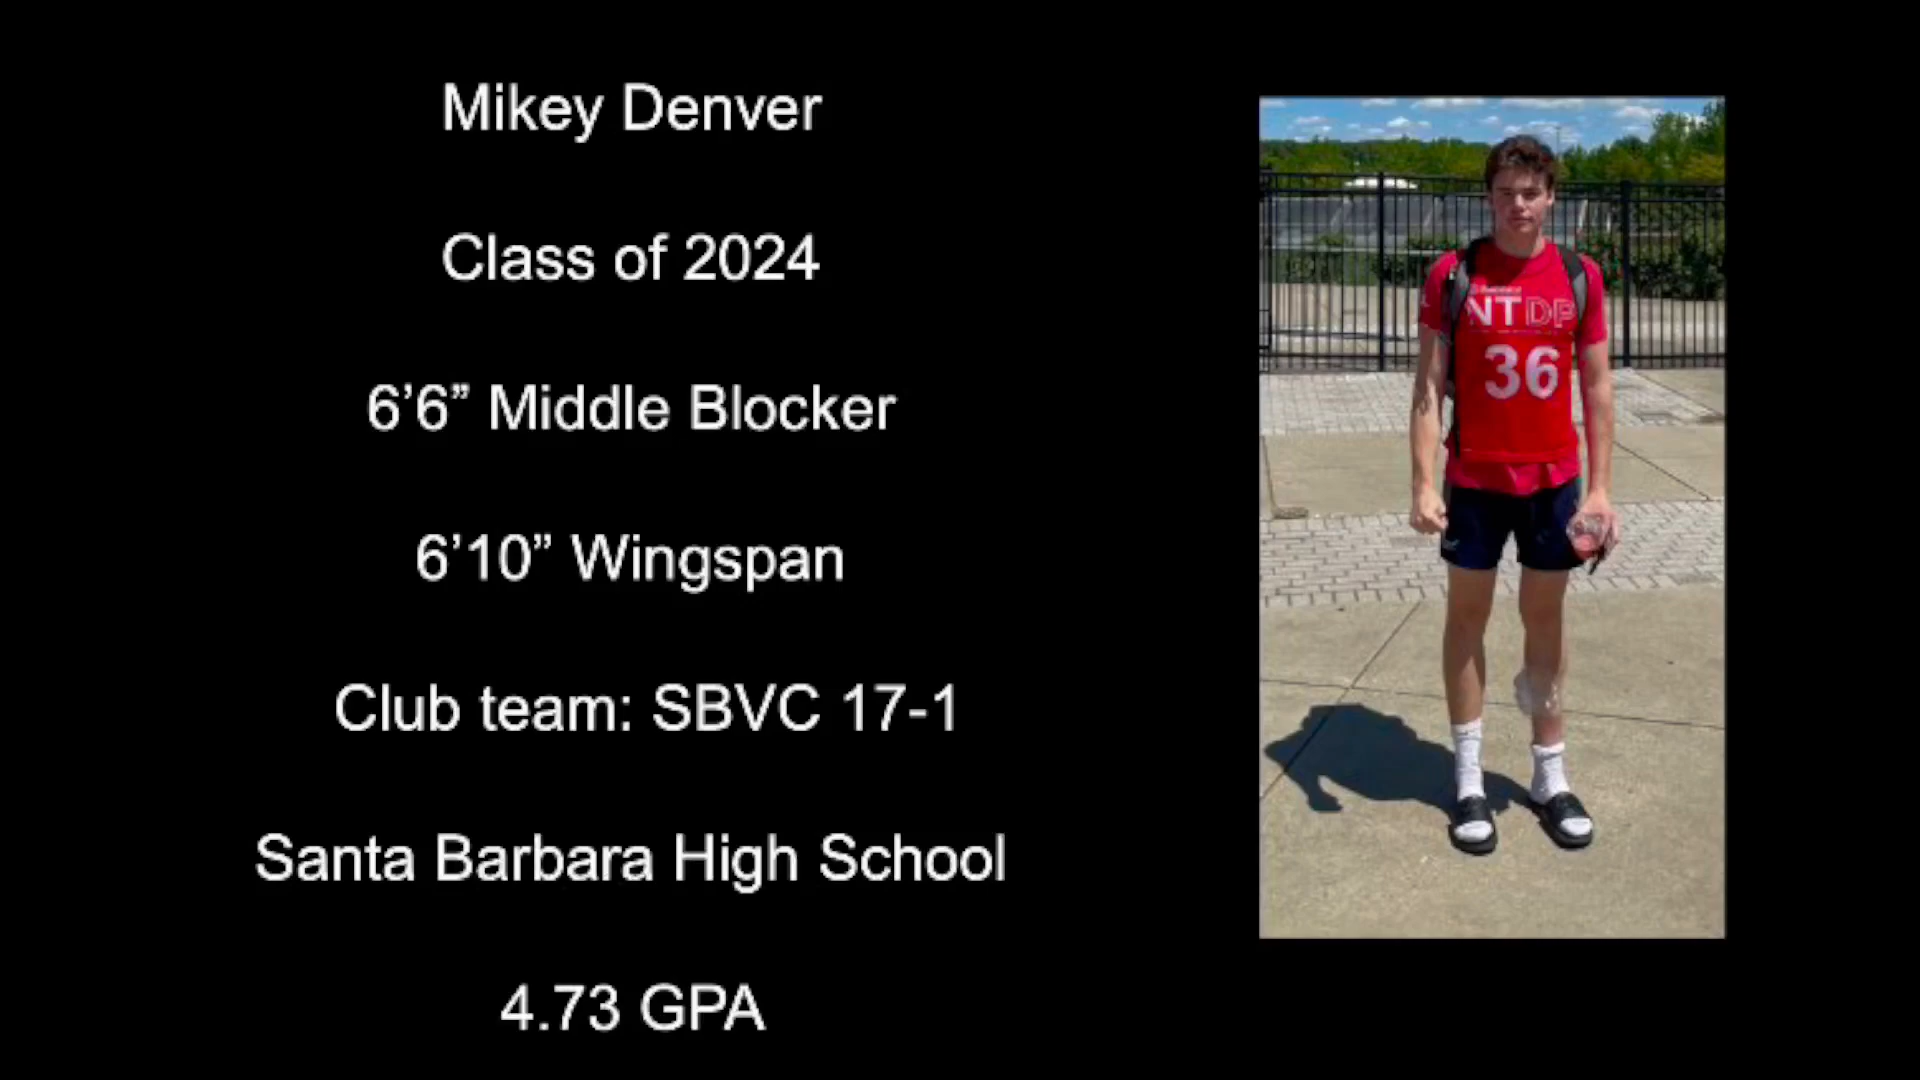 Mikey Denver
Class of 2024
6’6” Middle Blocker
6’10” Wingspan
Club team: SBVC 17-1
Santa Barbara High School
4.73 GPA
NTDP
36